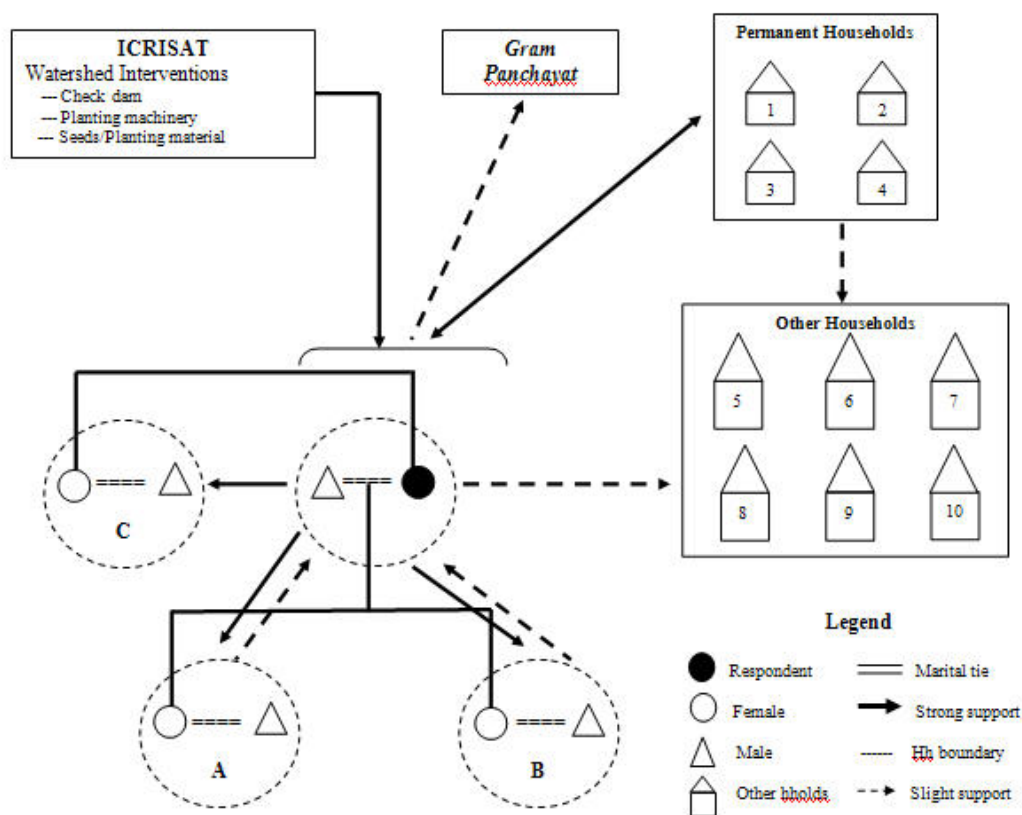 ICRISAT
Watershed Interventions
--- Check dam
--- Planting machinery
--- Seeds/Planting material
Gram
Panchayat
Permanent Households
1
2
3
4
Other Households
5
6
7
8
9
10
==== 
C
====
====
A
====
B
Legend
Respondent
Marital tie
Female
Strong support
Male
Hh boundary
Other hholds
Slight support